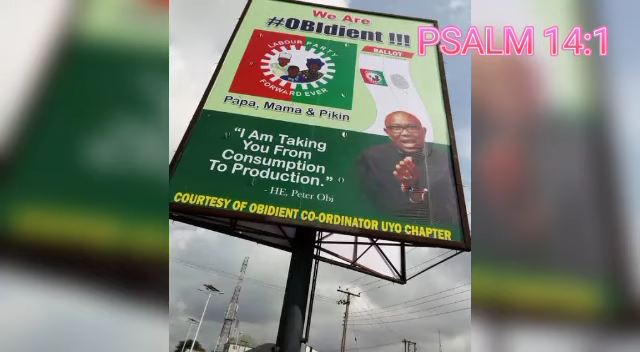 PSALM 14:1
We Are
#OBIdient !!!
LABOUR PARTY
FORWARD EVER
BALLOT
Papa, Mama & Pikin
"I Am Taking
You From
Consumption
To Production."
- HE, Peter Obi
COURTESY OF OBIDIENT CO-ORDINATOR UYO CHAPTER